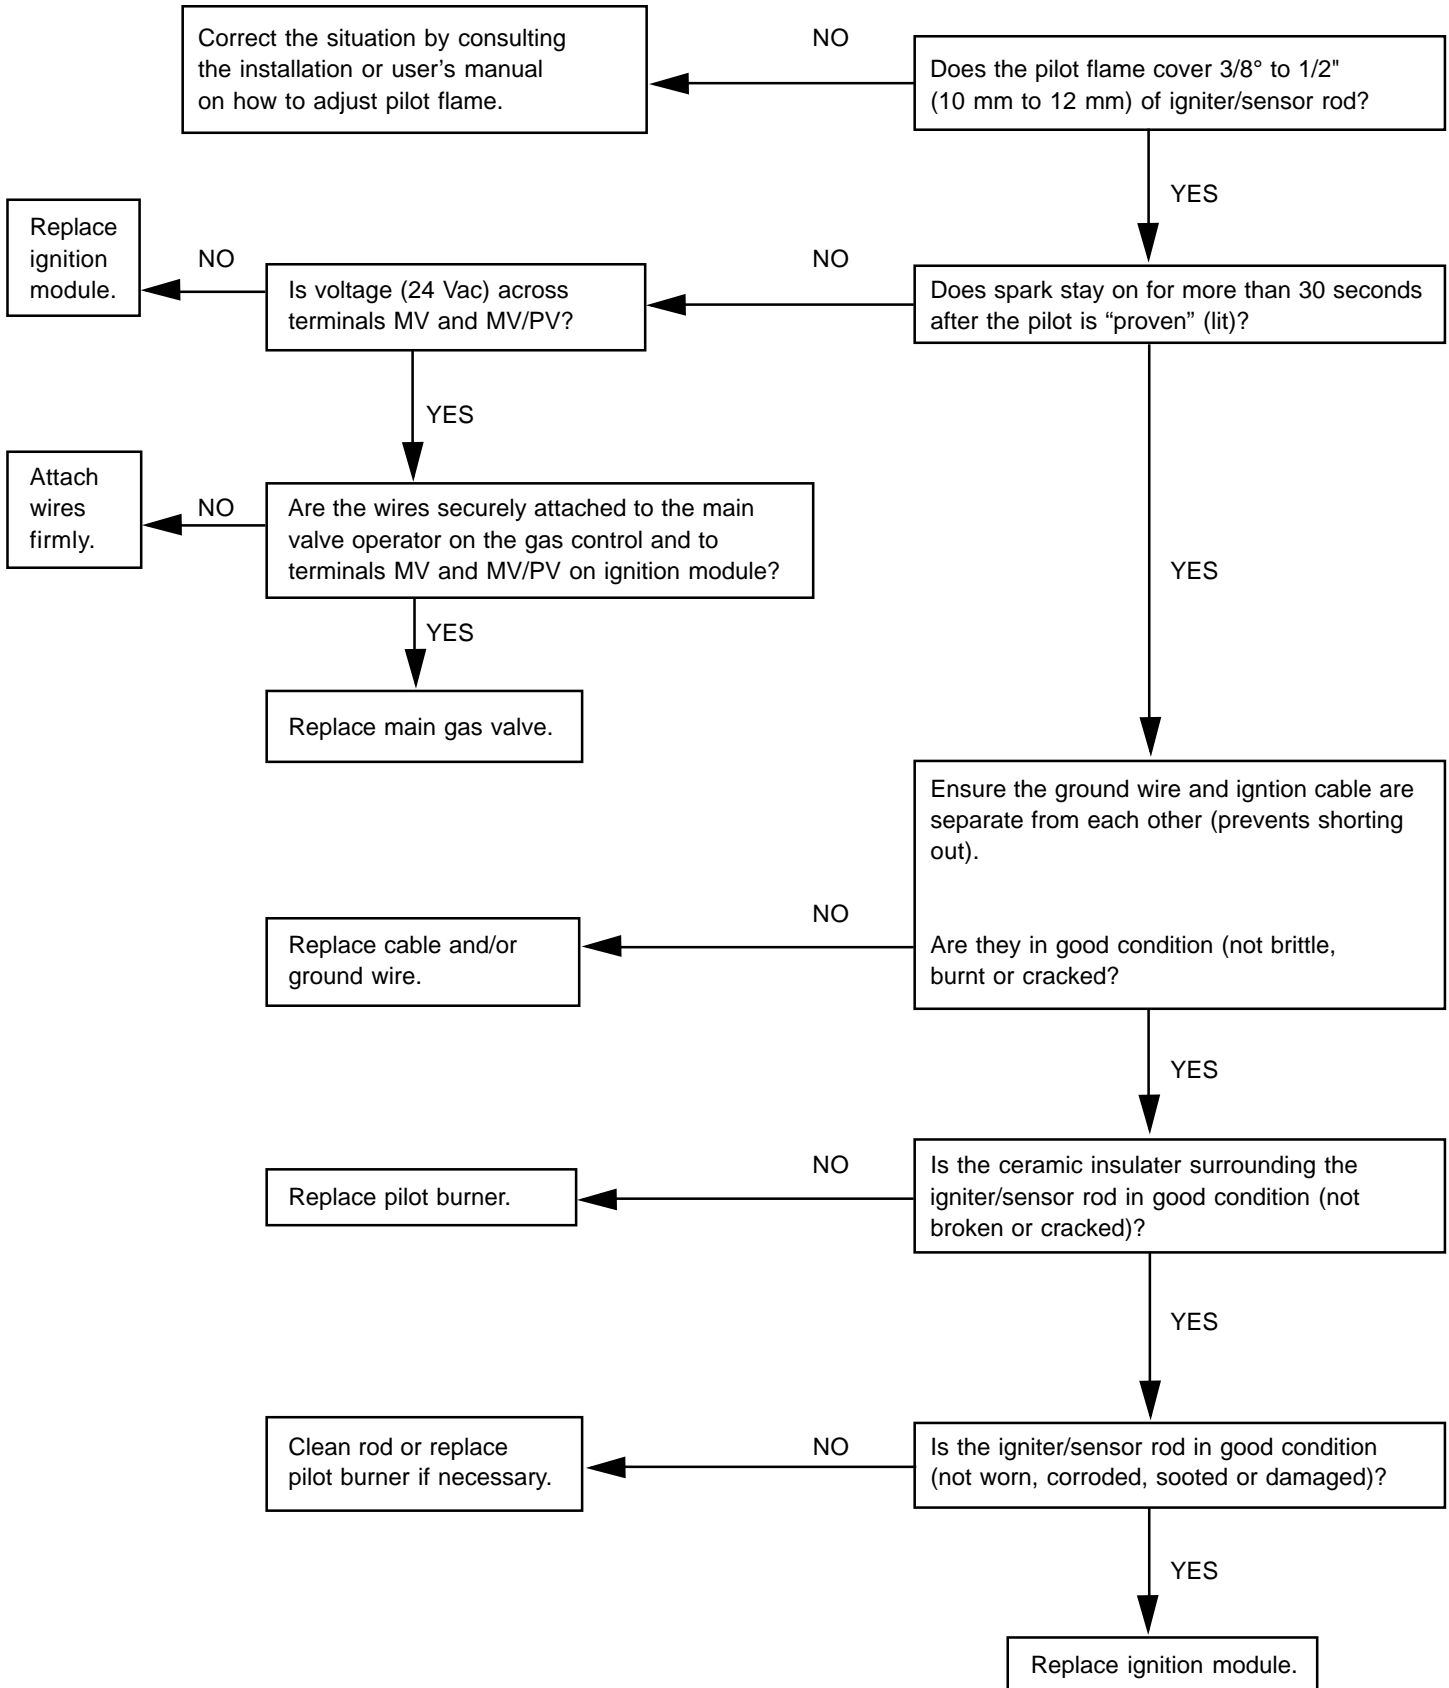 Correct the situation by consulting
the installation or user's manual
on how to adjust pilot flame.
NO
Does the pilot flame cover 3/8° to 1/2"
(10 mm to 12 mm) of igniter/sensor rod?
YES
Replace
ignition
module.
NO
Is voltage (24 Vac) across
terminals MV and MV/PV?
NO
Does spark stay on for more than 30 seconds
after the pilot is “proven” (lit)?
YES
Attach
wires
firmly.
NO
Are the wires securely attached to the main
valve operator on the gas control and to
terminals MV and MV/PV on ignition module?
YES
YES
Replace main gas valve.
Ensure the ground wire and igntion cable are
separate from each other (prevents shorting
out).
Are they in good condition (not brittle,
burnt or cracked?
NO
Replace cable and/or
ground wire.
YES
Is the ceramic insulater surrounding the
igniter/sensor rod in good condition (not
broken or cracked)?
NO
Replace pilot burner.
YES
Is the igniter/sensor rod in good condition
(not worn, corroded, sooted or damaged)?
NO
Clean rod or replace
pilot burner if necessary.
YES
Replace ignition module.